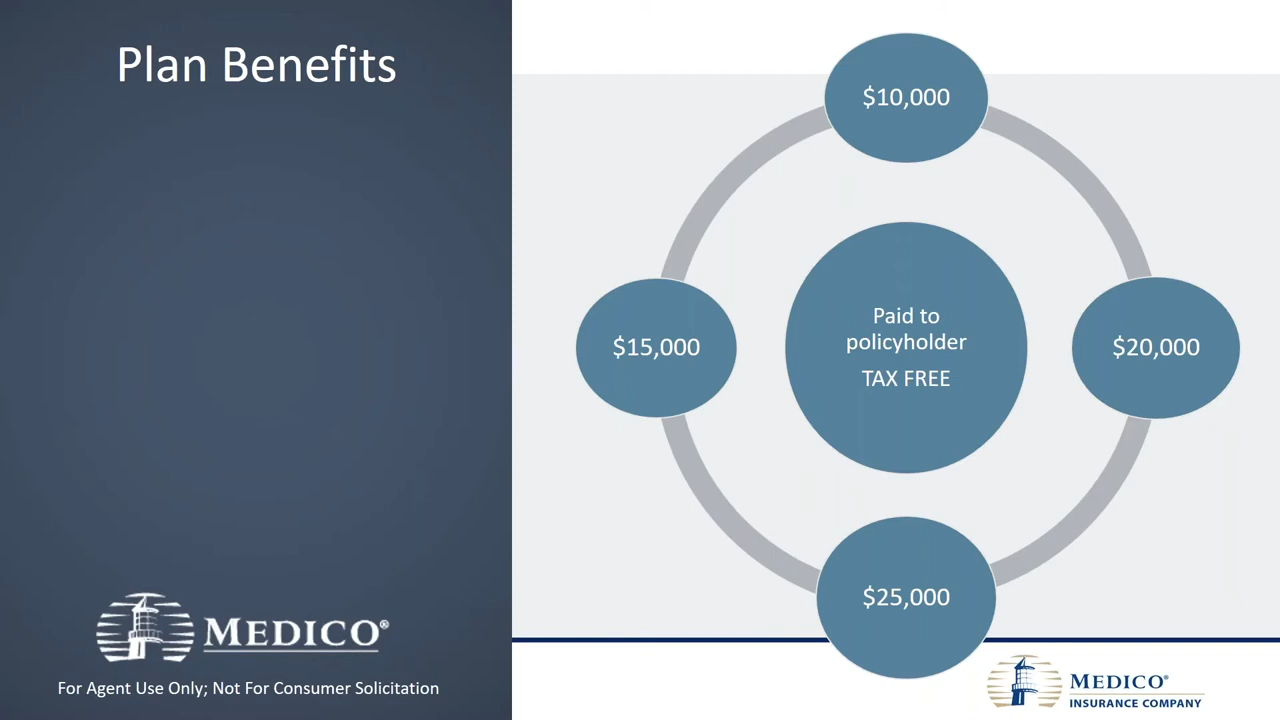 Plan Benefits
$10,000
$15,000
Paid to
policyholder
TAX FREE
$20,000
$25,000
MEDICO®
For Agent Use Only; Not For Consumer Solicitation
MEDICO®
INSURANCE COMPANY